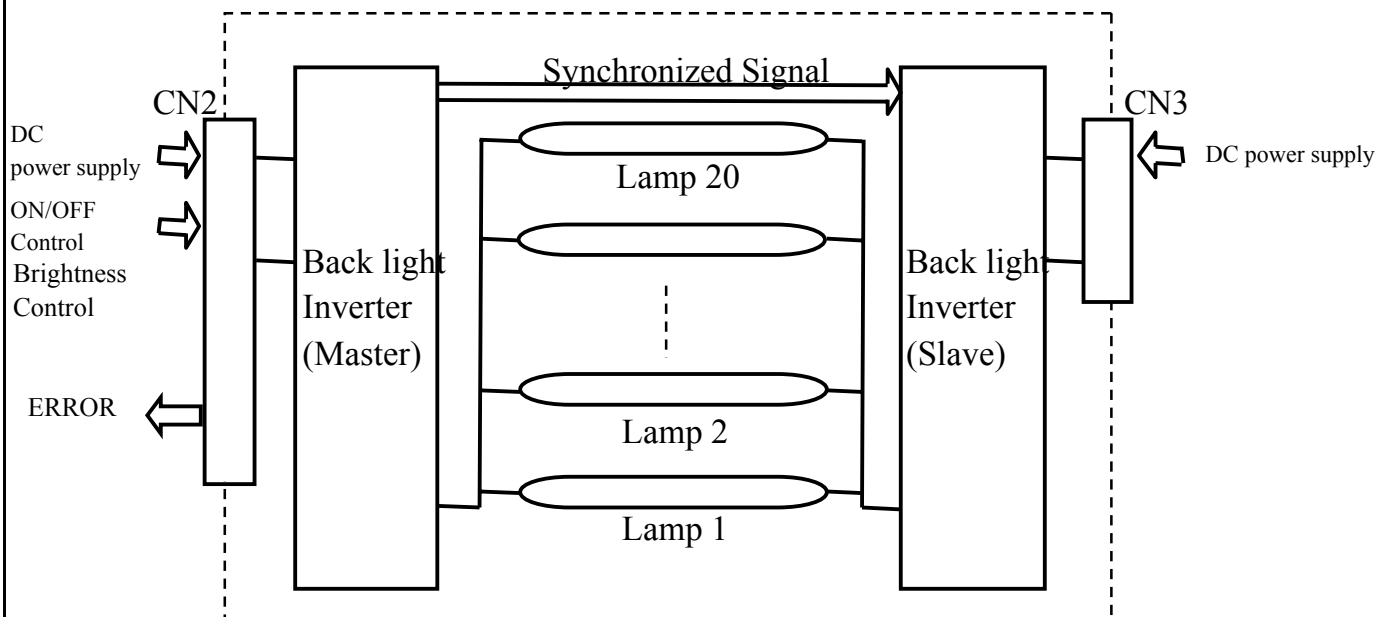 Synchronized Signal
CN2
CN3
DC
power supply
DC power supply
Lamp 20
ON/OFF
Control
Brightness
Control
Back light
Inverter
(Master)
Back light
Inverter
(Slave)
ERROR
Lamp 2
Lamp 1